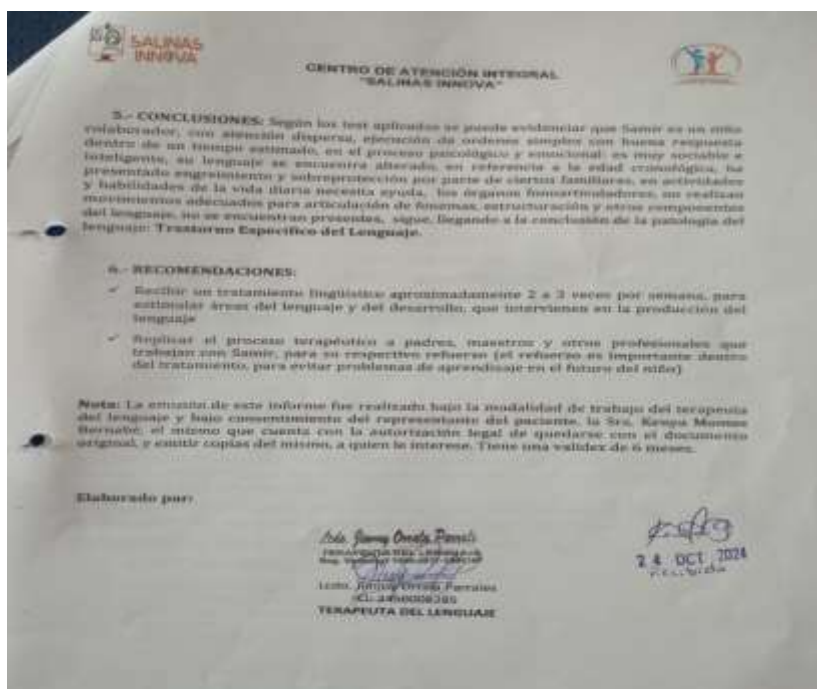 SALINAS
INNOVA
CENTRO DE ATENCIÓN INTEGRAL
"SALINAS INNOVA"
5.- CONCLUSIONES: Según los test aplicados se puede evidenciar que Samir es un niño
colaborador, con atención dispersa, ejecución de ordenes simples con buena respuesta
dentro de un tiempo estimado, en el proceso psicológico y emocional es muy sociable e
inteligente, su lenguaje se encuentra alterado, en referencia a la edad cronológica, ha
presentado engreimiento y sobreprotección por parte de ciertos familiares, en actividades
y habilidades de la vida diaria necesita ayuda, los órganos fonoarticuladores, no realizan
movimientos adecuados para articulación de fonemas, estructuración y otros componentes
del lenguaje, no se encuentran presentes, sigue, llegando a la conclusión de la patología del
lenguaje: Trastorno Específico del Lenguaje.
6.- RECOMENDACIONES:
✓ Recibir un tratamiento lingüístico aproximadamente 2 a 3 veces por semana, para
estimular áreas del lenguaje y del desarrollo, que intervienen en la producción del
lenguaje
✓ Replicar el proceso terapéutico a padres, maestros y otros profesionales que
trabajan con Samir, para su respectivo refuerzo (el refuerzo es importante dentro
del tratamiento, para evitar problemas de aprendizaje en el futuro del niño)
Nota: La emisión de este informe fue realizado bajo la modalidad de trabajo del terapeuta
del lenguaje y bajo consentimiento del representante del paciente, la Sra. Kenya
Bernabe, el mismo que cuenta con la autorización legal de quedarse con el documento
original, y emitir copias del mismo, a quien le interese. Tiene una validez de 6 meses.
Elaborado por:
Lcdo. Jimmy Orrala Parrales
TERAPEUTA DEL LENGUAJE
Lcdo. Jimmy Orrala Parrales
TERAPEUTA DEL LENGUAJE
24 OCT 2024
recibido